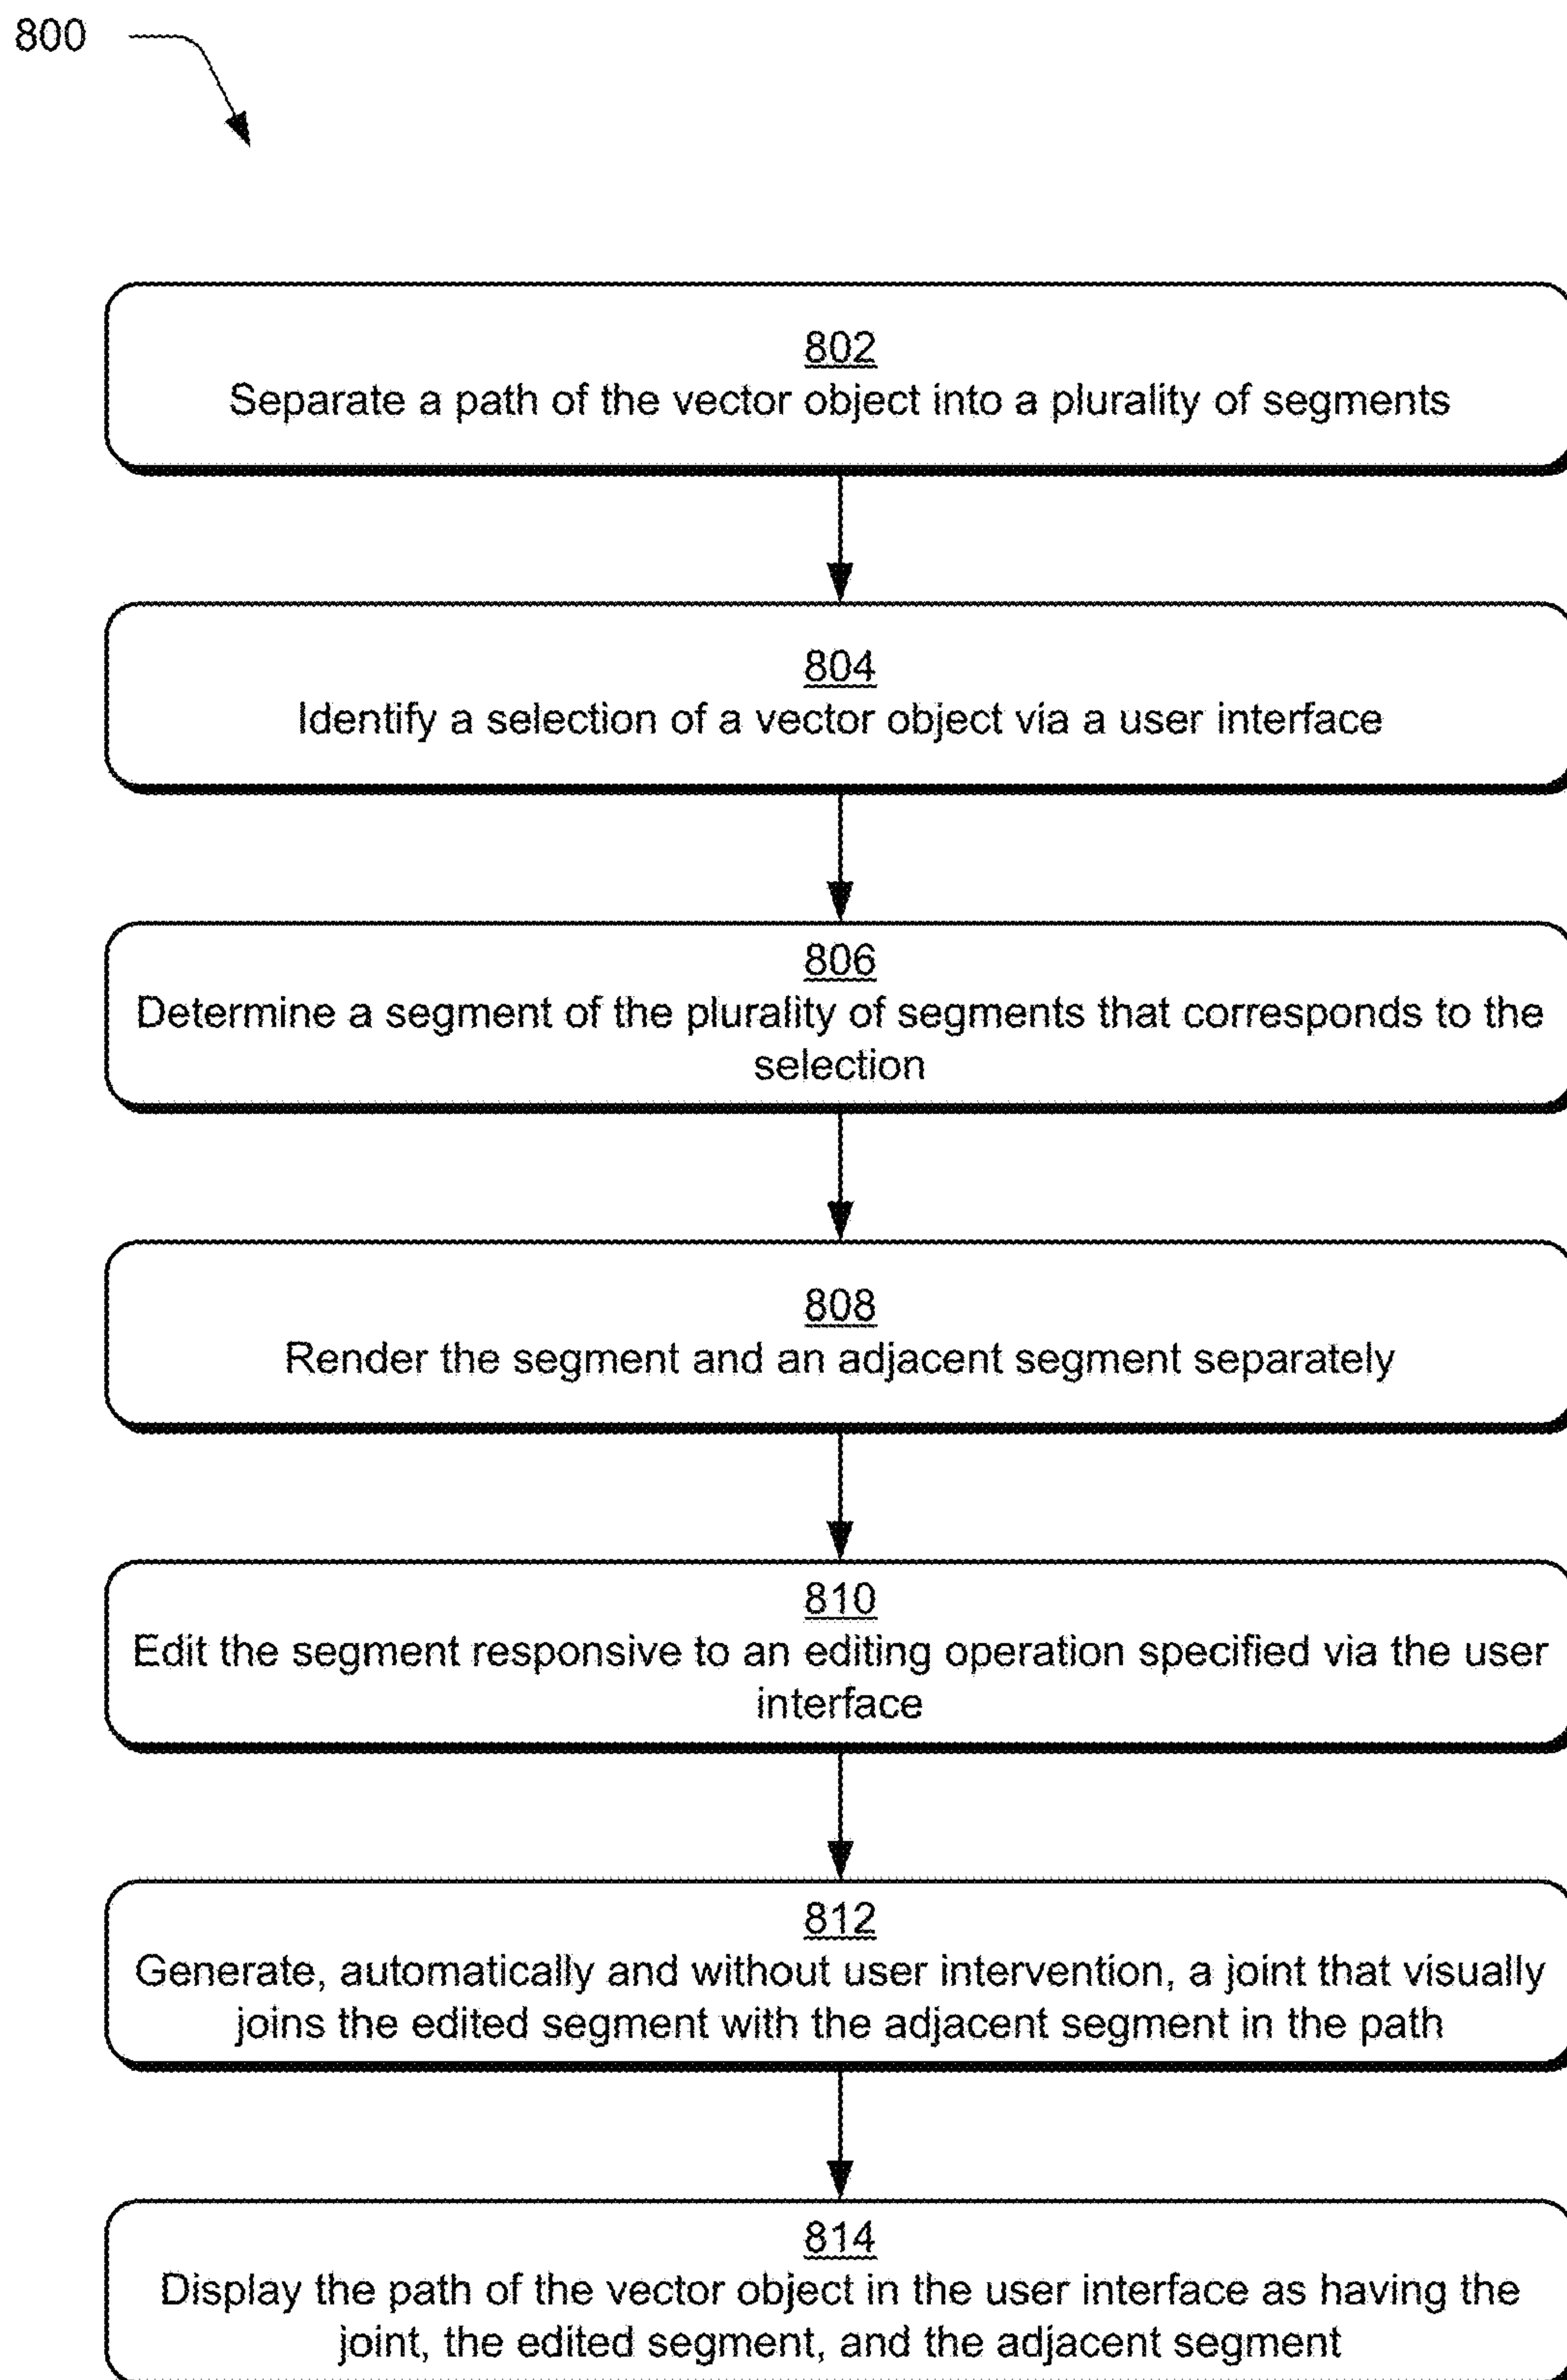 800
802
Separate a path of the vector object into a plurality of segments
804
Identify a selection of a vector object via a user interface
806
Determine a segment of the plurality of segments that corresponds to the
selection
808
Render the segment and an adjacent segment separately
810
Edit the segment responsive to an editing operation specified via the user
interface
812
Generate, automatically and without user intervention, a joint that visually
joins the edited segment with the adjacent segment in the path
814
Display the path of the vector object in the user interface as having the
joint, the edited segment, and the adjacent segment